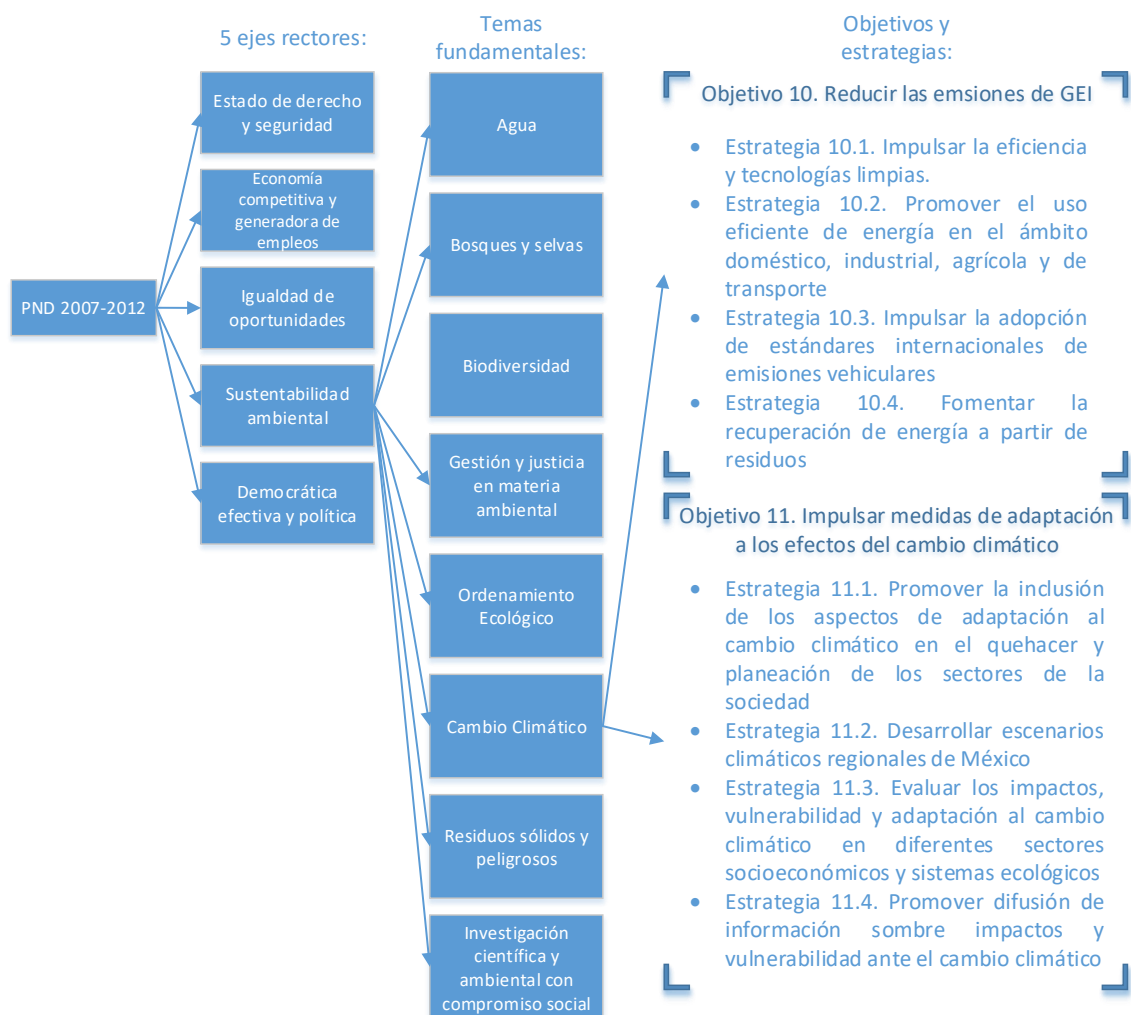 5 ejes rectores:
Temas
fundamentales:
Objetivos y
estrategias:
PND 2007-2012
Estado de derecho
y seguridad
Economía
competitiva y
generadora de
empleos
Igualdad de
oportunidades
Sustentabilidad
ambiental
Democrática
efectiva y política
Agua
Bosques y selvas
Biodiversidad
Gestión y justicia
en materia
ambiental
Ordenamiento
Ecológico
Cambio Climático
Residuos sólidos y
peligrosos
Investigación
científica y
ambiental con
compromiso social
Objetivo 10. Reducir las emsiones de GEI
• Estrategia 10.1. Impulsar la eficiencia
y tecnologías limpias.
• Estrategia 10.2. Promover el uso
eficiente de energía en el ámbito
doméstico, industrial, agrícola y de
transporte
• Estrategia 10.3. Impulsar la adopción
de estándares internacionales de
emisiones vehiculares
• Estrategia 10.4. Fomentar la
recuperación de energía a partir de
residuos
Objetivo 11. Impulsar medidas de adaptación
a los efectos del cambio climático
• Estrategia 11.1. Promover la inclusión
de los aspectos de adaptación al
cambio climático en el quehacer y
planeación de los sectores de la
sociedad
• Estrategia 11.2. Desarrollar escenarios
climáticos regionales de México
• Estrategia 11.3. Evaluar los impactos,
vulnerabilidad y adaptación al cambio
climático en diferentes sectores
socioeconómicos y sistemas ecológicos
• Estrategia 11.4. Promover difusión de
información sombre impactos y
vulnerabilidad ante el cambio climático